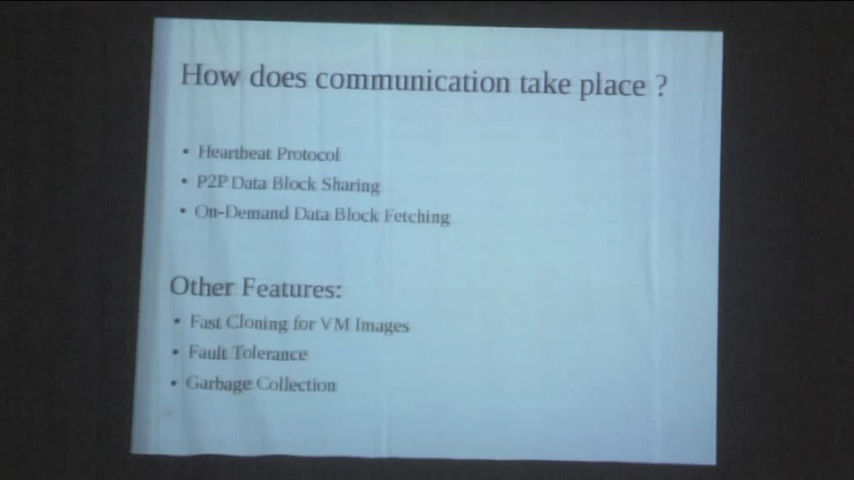 How does communication take place ?
• Heartbeat Protocol
• P2P Data Block Sharing
• On-Demand Data Block Fetching
Other Features:
• Fast Cloning for VM Images
• Fault Tolerance
• Garbage Collection